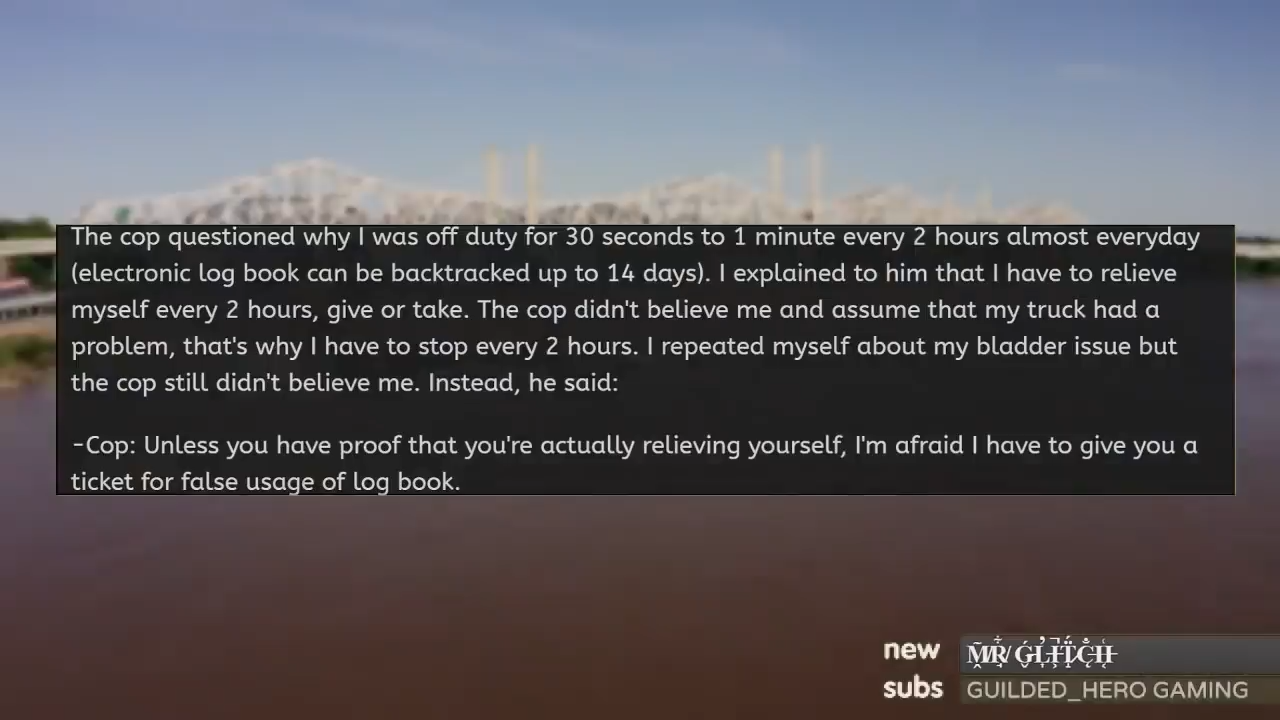 The cop questioned why I was off duty for 30 seconds to 1 minute every 2 hours almost everyday
(electronic log book can be backtracked up to 14 days). I explained to him that I have to relieve
myself every 2 hours, give or take. The cop didn't believe me and assume that my truck had a
problem, that's why I have to stop every 2 hours. I repeated myself about my bladder issue but
the cop still didn't believe me. Instead, he said:
-Cop: Unless you have proof that you're actually relieving yourself, I'm afraid I have to give you a
ticket for false usage of log book.
new MR GLITCH
subs GUILDED_HERO GAMING